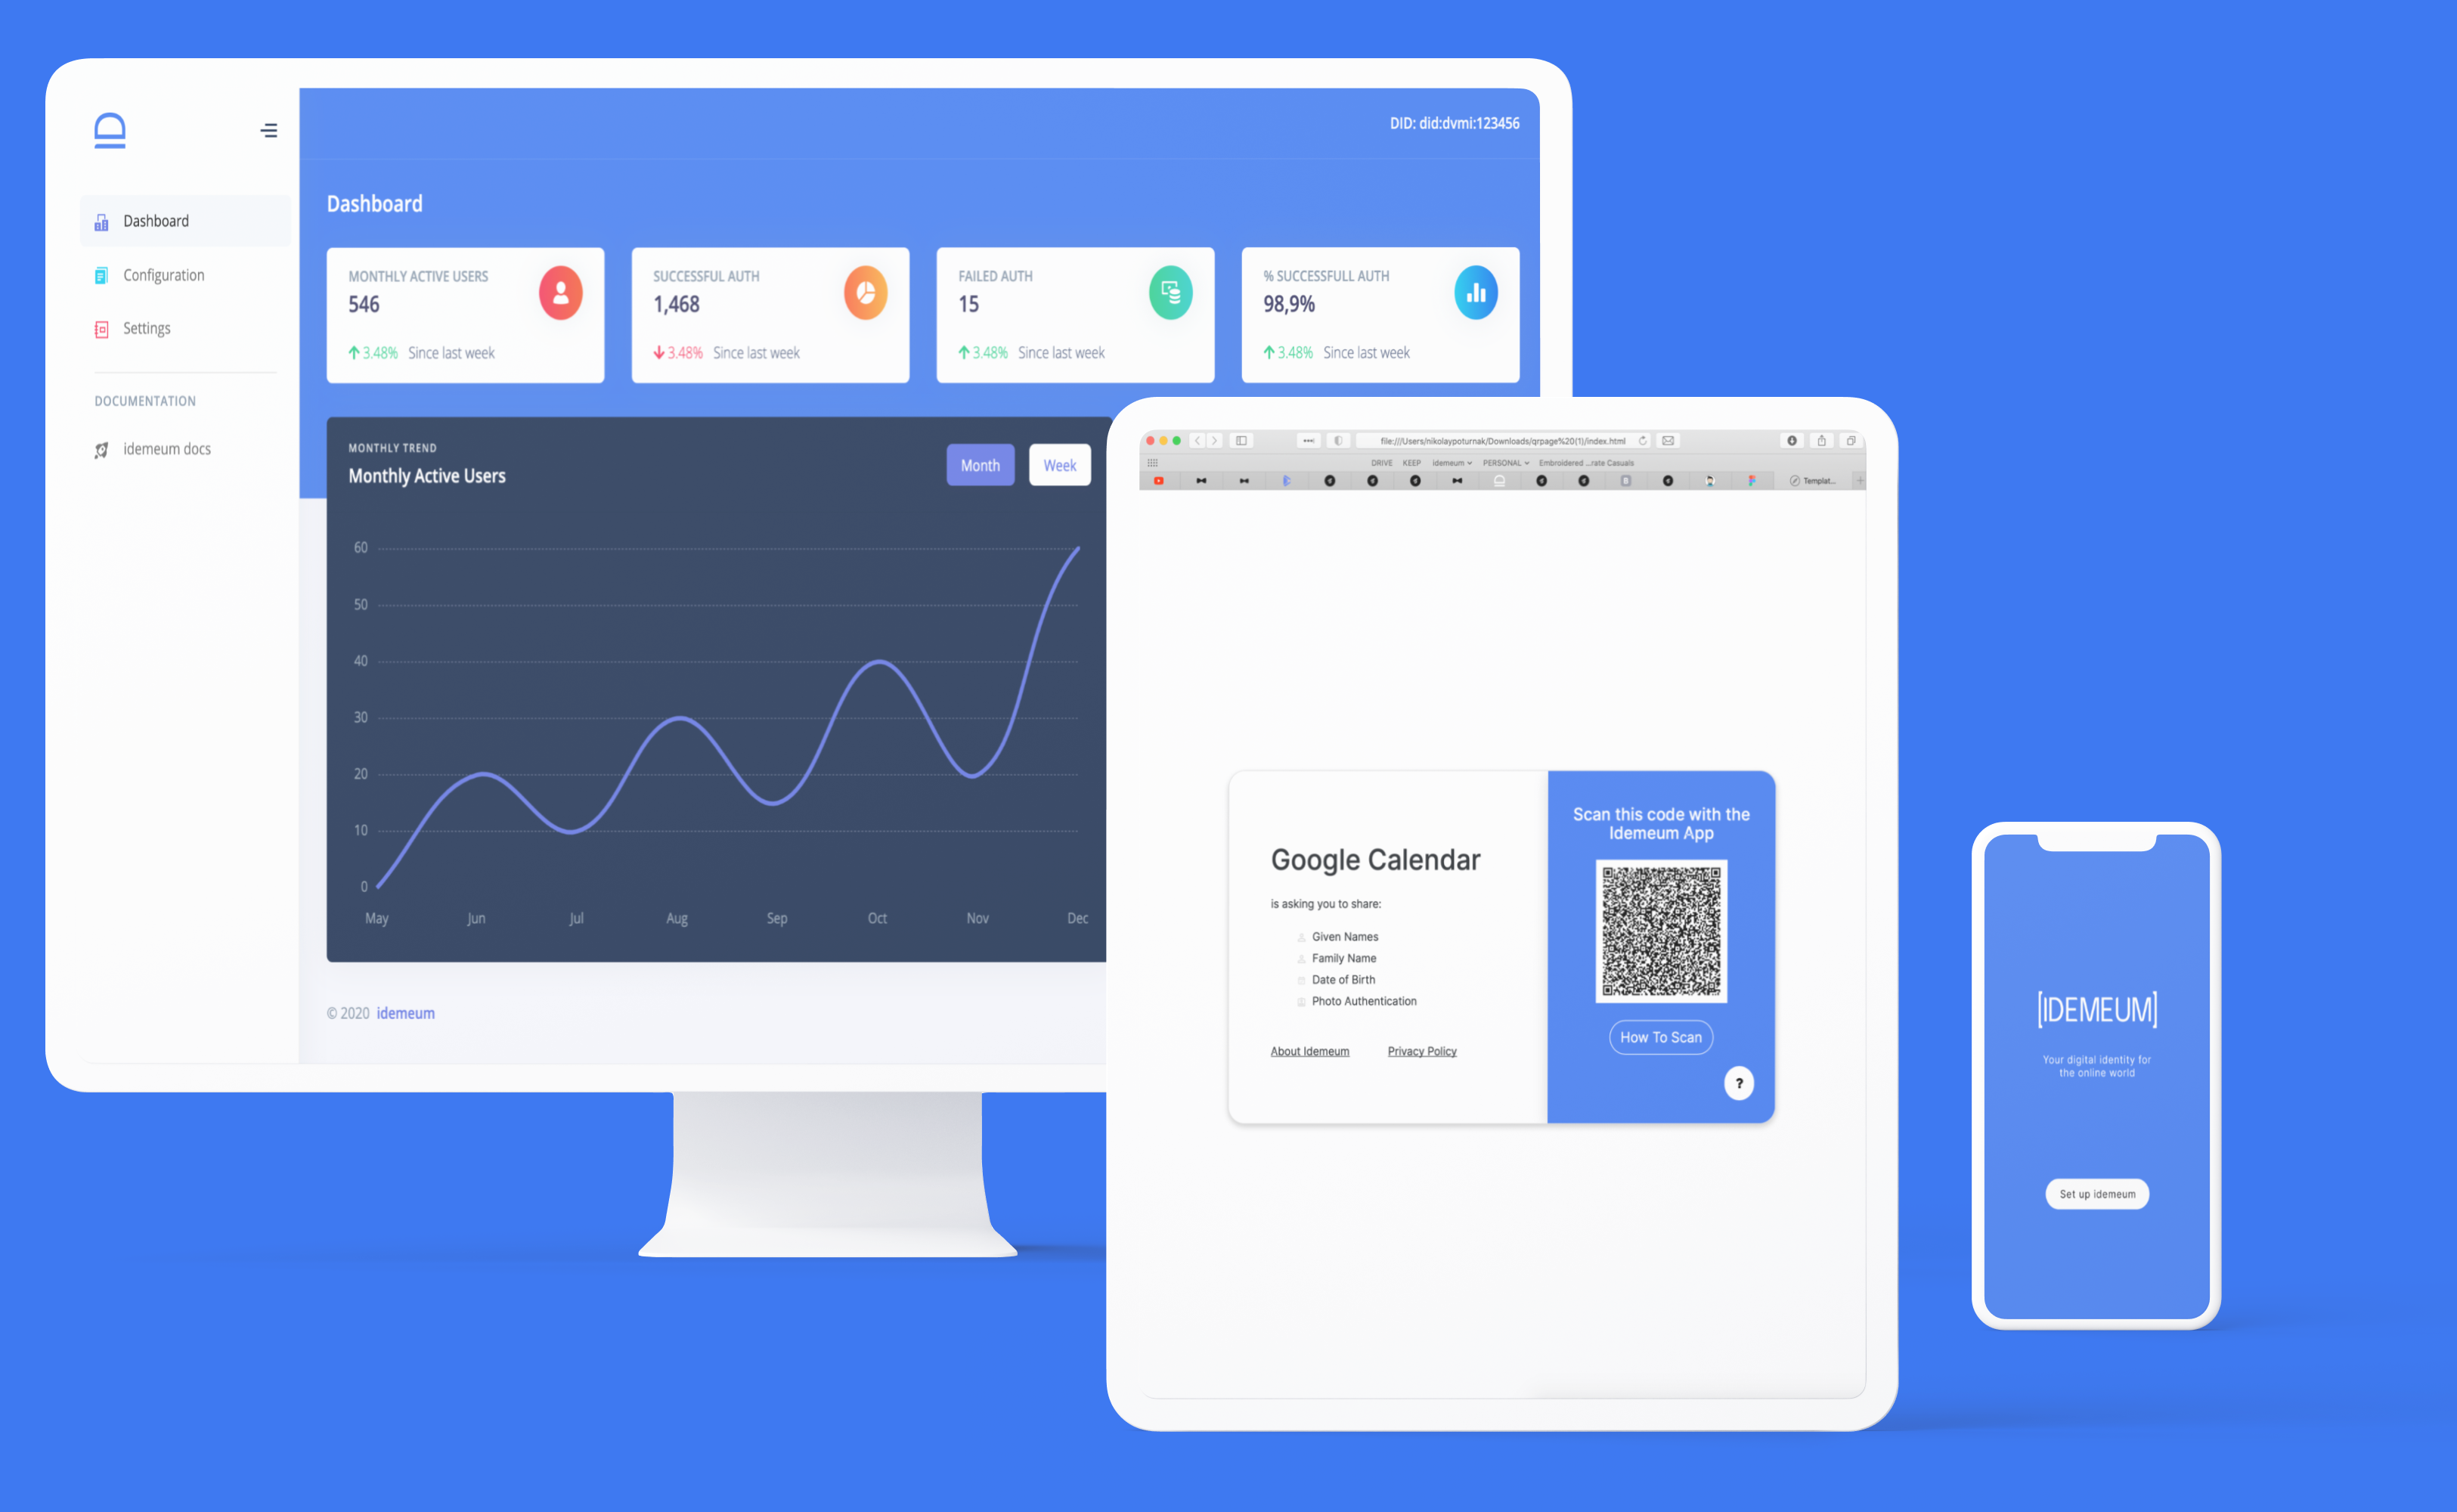 DID: did:dvmi:123456
Dashboard
Configuration
Settings
DOCUMENTATION
idemeum docs
Dashboard
MONTHLY ACTIVE USERS
546
3.48% Since last week
SUCCESSFUL AUTH
1,468
3.48% Since last week
FAILED AUTH
15
3.48% Since last week
% SUCCESSFULL AUTH
98,9%
3.48% Since last week
MONTHLY TREND
Monthly Active Users
Month
Week
60
50
40
30
20
10
0
May Jun Jul Aug Sep Oct Nov Dec
© 2020 idemeum
file:///Users/nikolaypoturnak/Downloads/qrpage%20(1)/index.html
DRIVE KEEP idemeum PERSONAL Embroidered ...rate Casuals
Templat...
Google Calendar
is asking you to share:
Given Names
Family Name
Date of Birth
Photo Authentication
About Idemeum Privacy Policy
Scan this code with the
Idemeum App
How To Scan
?
[IDEMEUM]
Your digital identity for
the online world
Set up idemeum